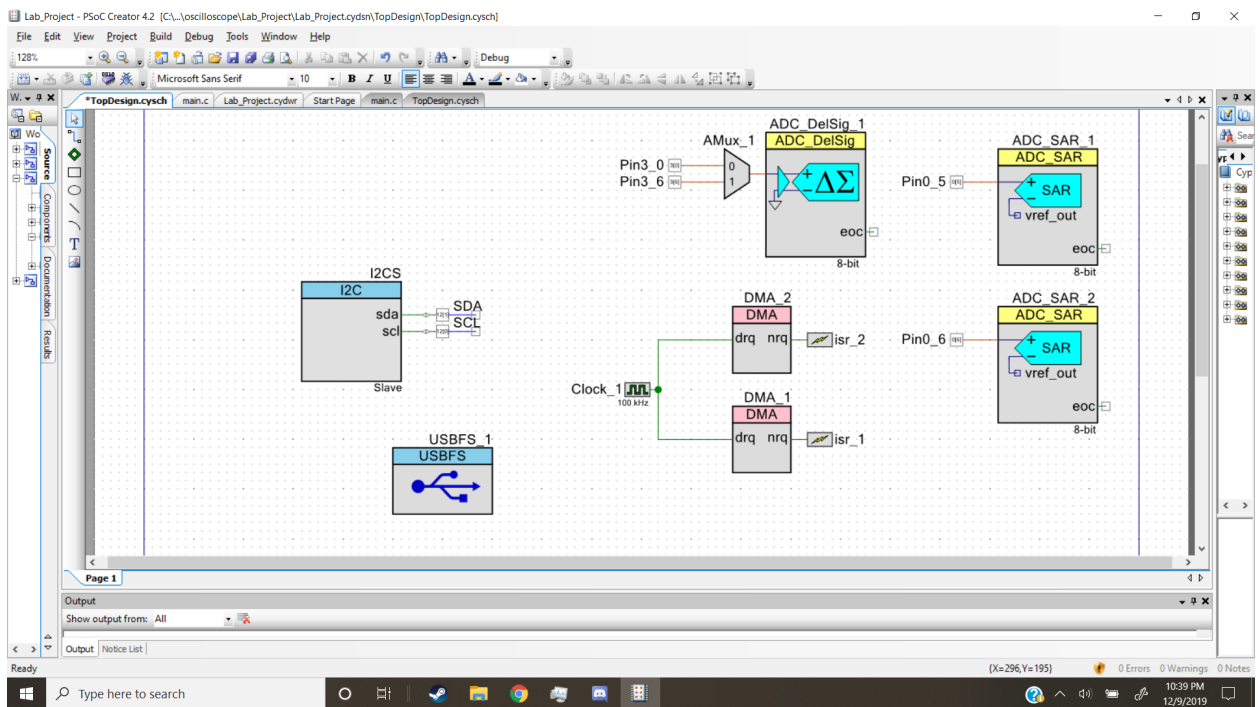 Lab_Project - PSoC Creator 4.2 [C:\...\oscilloscope\Lab_Project\Lab_Project.cydsn\TopDesign\TopDesign.cysch]
File Edit View Project Build Debug Tools Window Help
128% Debug
Microsoft Sans Serif 10 B I U A
W.
*TopDesign.cysch main.c Lab_Project.cydwr Start Page main.c TopDesign.cysch
Wo
Source
Components
Documentation
Results
T
ADC_DelSig_1
AMux_1 ADC_DelSig
Pin3_0 0
Pin3_6 1
ΔΣ
eoc
8-bit
ADC_SAR_1
ADC_SAR
Pin0_5 SAR
vref_out
eoc
8-bit
I2CS
I2C
sda SDA
scl SCL
Slave
DMA_2
DMA
drq nrq isr_2
Clock_1
100 kHz
DMA_1
DMA
drq nrq isr_1
ADC_SAR_2
ADC_SAR
Pin0_6 SAR
vref_out
eoc
8-bit
USBFS_1
USBFS
Sear
Cyp
Page 1
Output
Show output from: All
Output Notice List
Ready {X=296,Y=195} 0 Errors 0 Warnings 0 Notes
Type here to search
10:39 PM
12/9/2019